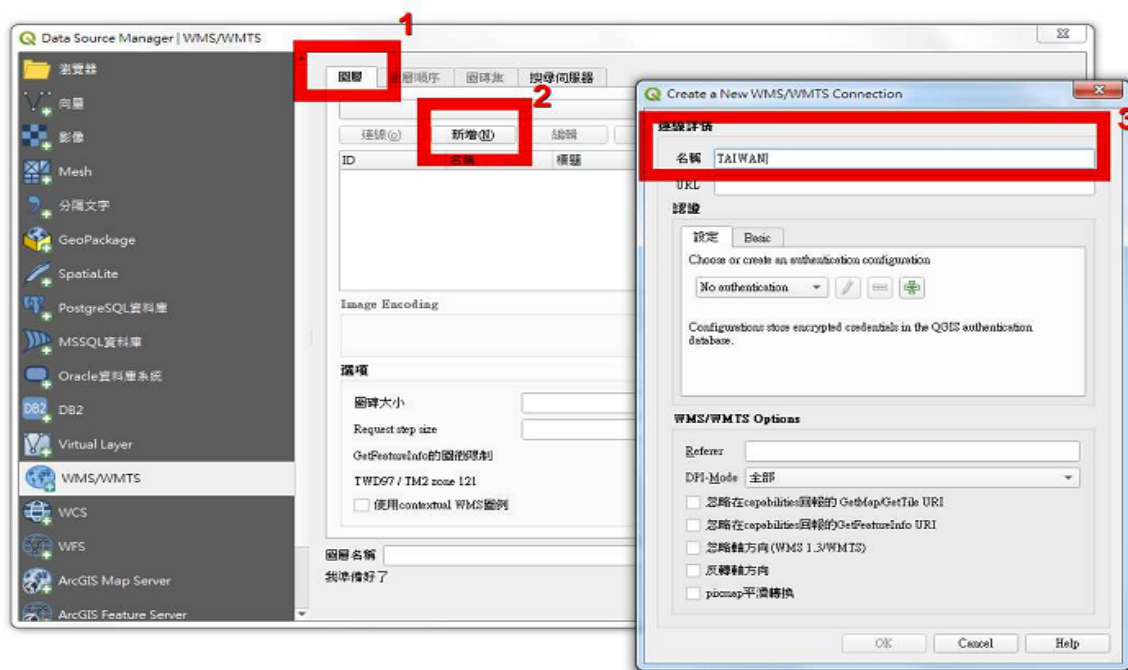 1
Data Source Manager | WMS/WMTS
瀏覽器
向量
影像
Mesh
分隔文字
GeoPackage
SpatiaLite
PostgreSQL資料庫
MSSQL資料庫
Oracle資料庫系統
DB2
DB2
Virtual Layer
WMS/WMTS
WCS
WFS
ArcGIS Map Server
ArcGIS Feature Server
圖層
圖層順序
圖磚集
搜尋伺服器
2
連線(o)
新增(N)
編輯
ID
名稱
標題
Image Encoding
選項
圖磚大小
Request step size
GetFeatureInfo的圖徵限制
TWD97 / TM2 zone 121
使用contextual WMS圖例
圖層名稱
我準備好了
Create a New WMS/WMTS Connection
3
連線詳情
名稱 TAIWAN
URL
認證
設定 Basic
Choose or create an authentication configuration
No authentication
Configurations store encrypted credentials in the QGIS authentication
database.
WMS/WMTS Options
Referer
DPI-Mode 全部
忽略在capabilities回報的 GetMap/GetTile URI
忽略在capabilities回報的GetFeatureInfo URI
忽略軸方向(WMS 1.3/WMTS)
反轉軸方向
pixmap平滑轉換
OK Cancel Help